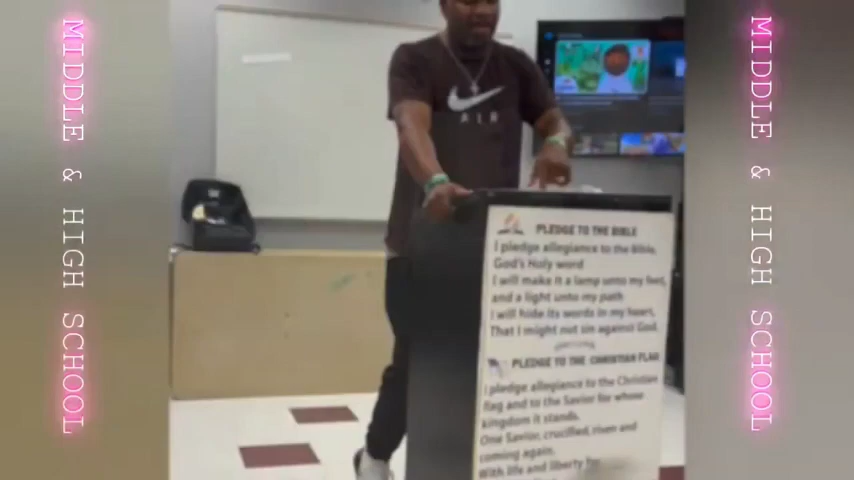 MIDDLE & HIGH SCHOOL
AIR
PLEDGE TO THE BIBLE
I pledge allegiance to the Bible,
God's Holy word
I will make it a lamp unto my feet,
and a light unto my path
I will hide its words in my heart,
That I might not sin against God.
PLEDGE TO THE CHRISTIAN FLAG
I pledge allegiance to the Christian
flag and to the Savior for whose
kingdom it stands.
One Savior, crucified, risen and
coming again.
With life and liberty for
MIDDLE & HIGH SCHOOL